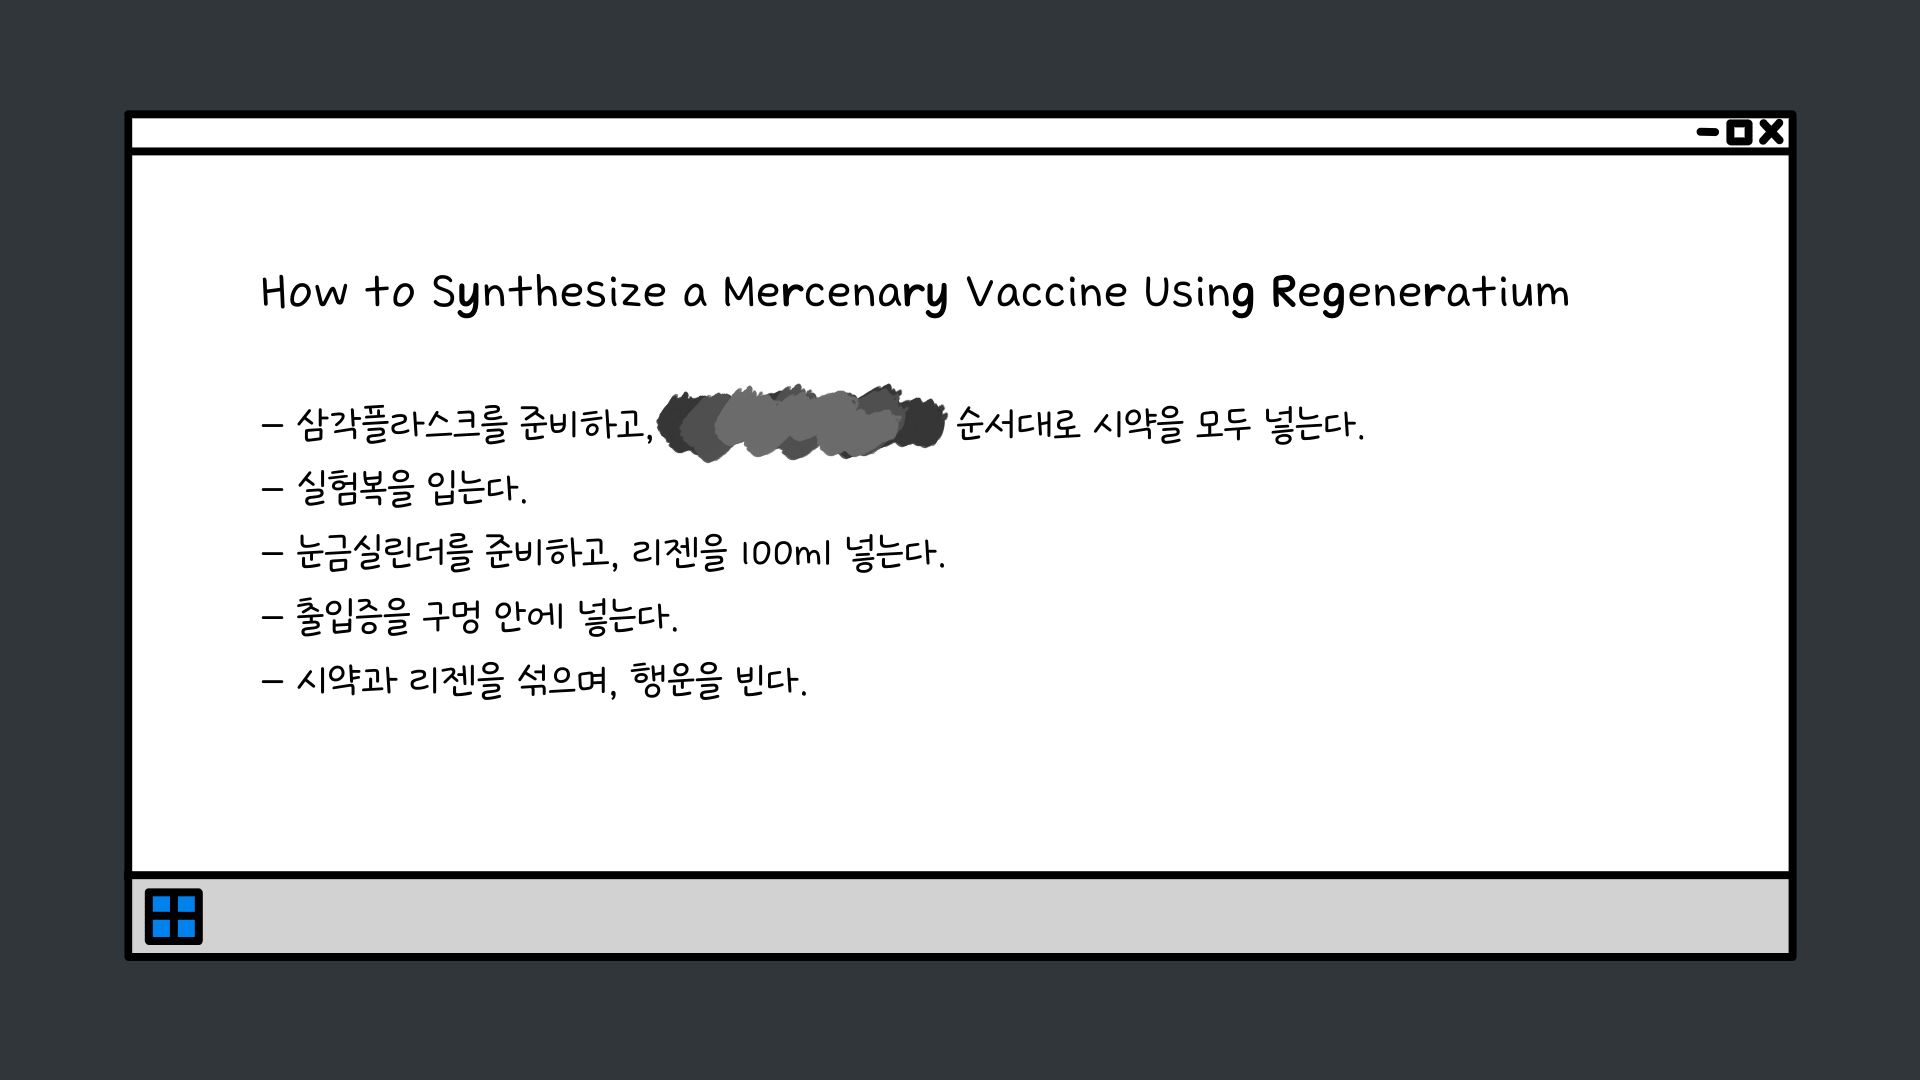 How to Synthesize a Mercenary Vaccine Using Regeneratium
– 삼각플라스크를 준비하고, 순서대로 시약을 모두 넣는다.
– 실험복을 입는다.
– 눈금실린더를 준비하고, 리젠을 100ml 넣는다.
– 출입증을 구멍 안에 넣는다.
– 시약과 리젠을 섞으며, 행운을 빈다.